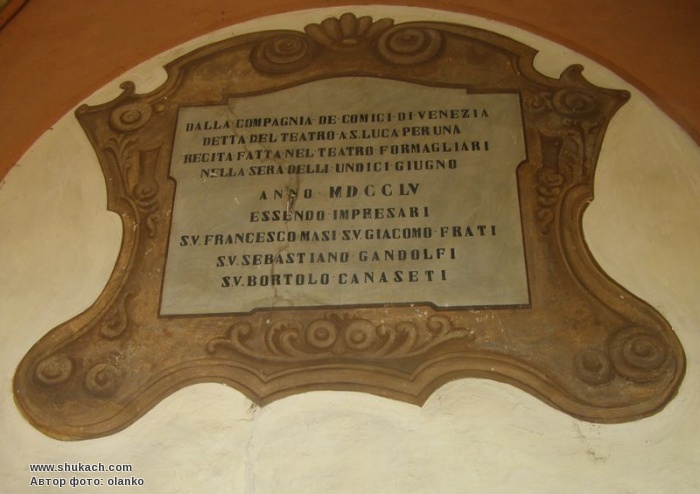 DALLA COMPAGNIA DE COMICI DI VENEZIA
DETTA DEL TEATRO A S. LUCA PER UNA
RECITA FATTA NEL TEATRO FORMAGLIARI
NELLA SERA DELLI UNDICI GIUGNO
ANNO MDCCLV
ESSENDO IMPRESARI
S.V. FRANCESCO MASI S.V. GIACOMO FRATI
S.V. SEBASTIANO GANDOLFI
S.V. BORTOLO CANASETI
www.shukach.com
Автор фото: olanko